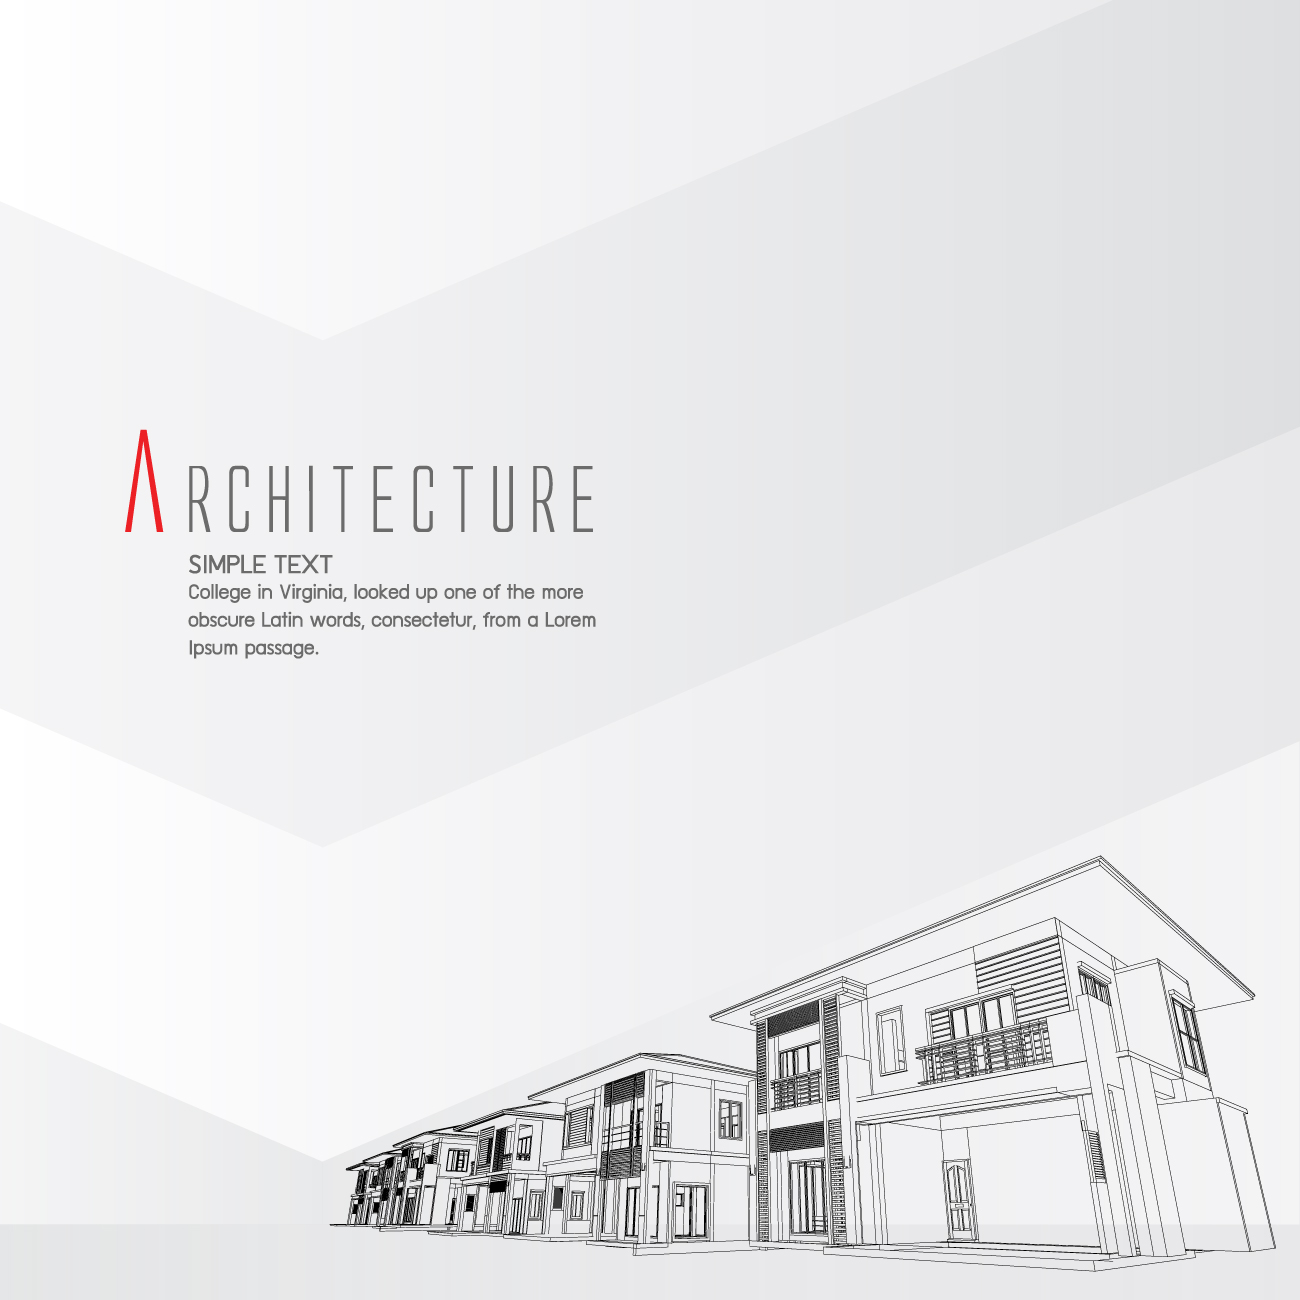 ARCHITECTURE
SIMPLE TEXT
College in Virginia, looked up one of the more
obscure Latin words, consectetur, from a Lorem
Ipsum passage.